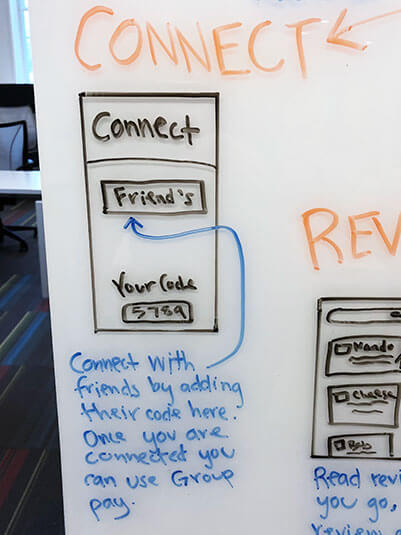 CONNECT
Connect
Friend's
Your Code
5789
Connect with
friends by adding
their code here.
Once you are
connected you
can use Group
pay.
REV
Nando
Cheese
Bob
Read revi
you go,
review a